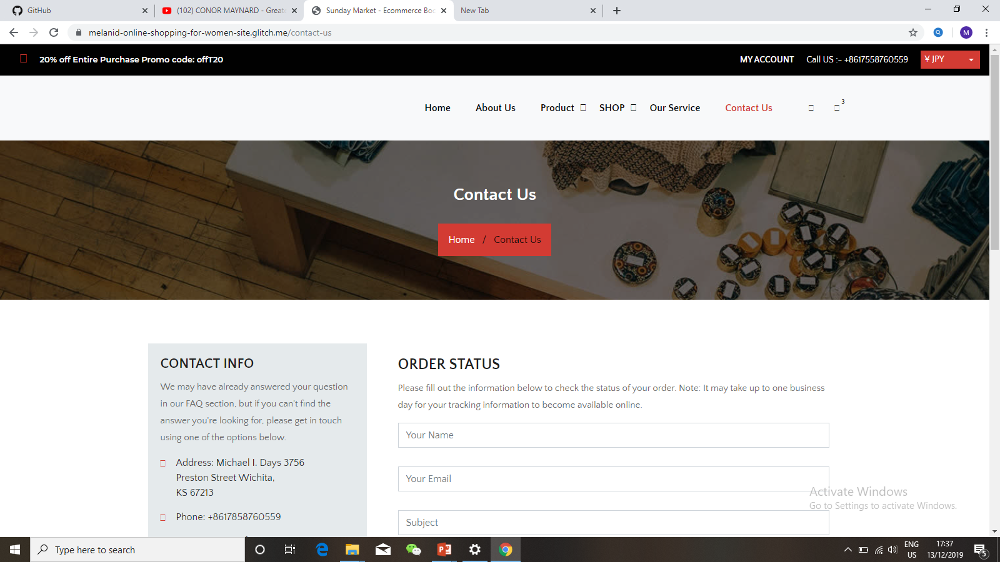 GitHub
(102) CONOR MAYNARD - Greate
Sunday Market - Ecommerce Boo
New Tab
melanid-online-shopping-for-women-site.glitch.me/contact-us
M
20% off Entire Purchase Promo code: offT20
MY ACCOUNT
Call US :- +8617558760559
¥ JPY
Home
About Us
Product
SHOP
Our Service
Contact Us
3
Contact Us
Home / Contact Us
CONTACT INFO
We may have already answered your question
in our FAQ section, but if you can't find the
answer you're looking for, please get in touch
using one of the options below.
Address: Michael I. Days 3756
Preston Street Wichita,
KS 67213
Phone: +8617858760559
ORDER STATUS
Please fill out the information below to check the status of your order. Note: It may take up to one business
day for your tracking information to become available online.
Your Name
Your Email
Subject
Activate Windows
Go to Settings to activate Windows.
Type here to search
ENG
US
17:37
13/12/2019
5